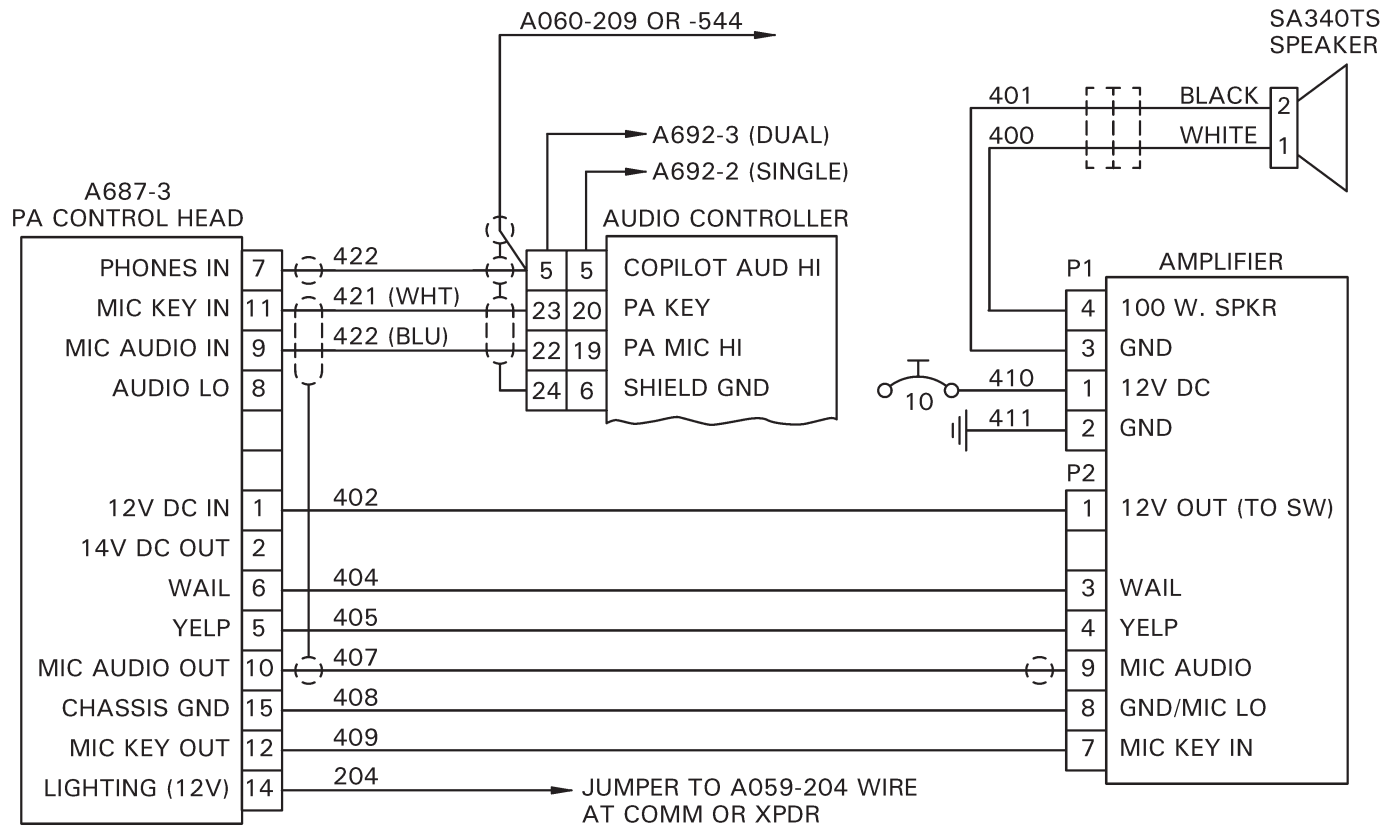 A060-209 OR -544
SA340TS
SPEAKER
401
BLACK
2
400
WHITE
1
A692-3 (DUAL)
A692-2 (SINGLE)
A687-3
PA CONTROL HEAD
AUDIO CONTROLLER
PHONES IN 7 422 5 5 COPILOT AUD HI
MIC KEY IN 11 421 (WHT) 23 20 PA KEY
MIC AUDIO IN 9 422 (BLU) 22 19 PA MIC HI
AUDIO LO 8 24 6 SHIELD GND
P1 AMPLIFIER
4 100 W. SPKR
3 GND
10 410 1 12V DC
411 2 GND
P2
12V DC IN 1 402 1 12V OUT (TO SW)
14V DC OUT 2
WAIL 6 404 3 WAIL
YELP 5 405 4 YELP
MIC AUDIO OUT 10 407 9 MIC AUDIO
CHASSIS GND 15 408 8 GND/MIC LO
MIC KEY OUT 12 409 7 MIC KEY IN
LIGHTING (12V) 14 204 JUMPER TO A059-204 WIRE
AT COMM OR XPDR